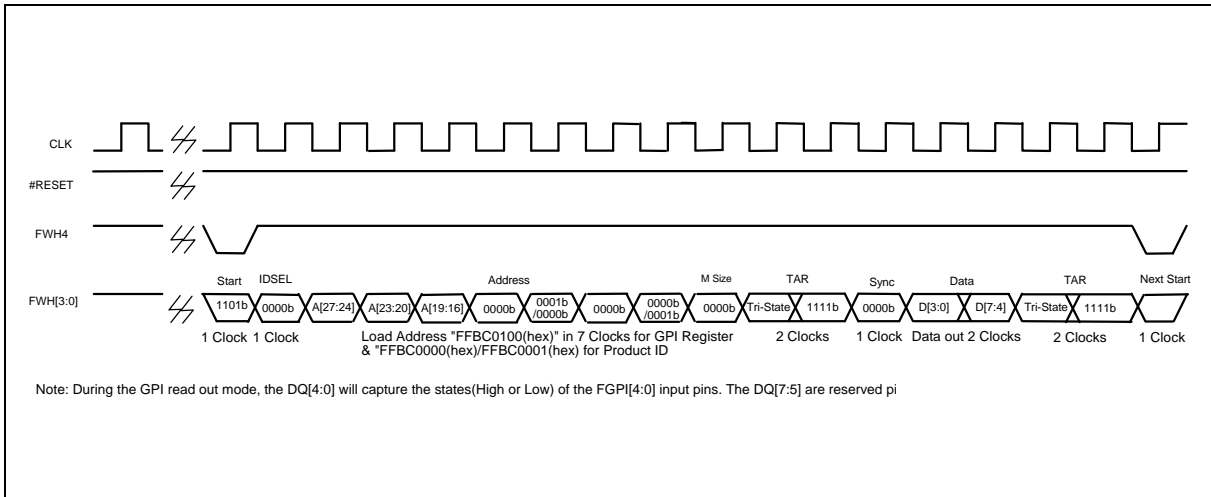 CLK
#RESET
FWH4
Start IDSEL Address M Size TAR Sync Data TAR Next Start
FWH[3:0] 1101b 0000b A[27:24] A[23:20] A[19:16] 0000b 0001b /0000b 0000b 0000b /0001b 0000b Tri-State 1111b 0000b D[3:0] D[7:4] Tri-State 1111b
1 Clock 1 Clock Load Address "FFBC0100(hex)" in 7 Clocks for GPI Register 2 Clocks 1 Clock Data out 2 Clocks 2 Clocks 1 Clock
& "FFBC0000(hex)/FFBC0001(hex) for Product ID
Note: During the GPI read out mode, the DQ[4:0] will capture the states(High or Low) of the FGPI[4:0] input pins. The DQ[7:5] are reserved pi